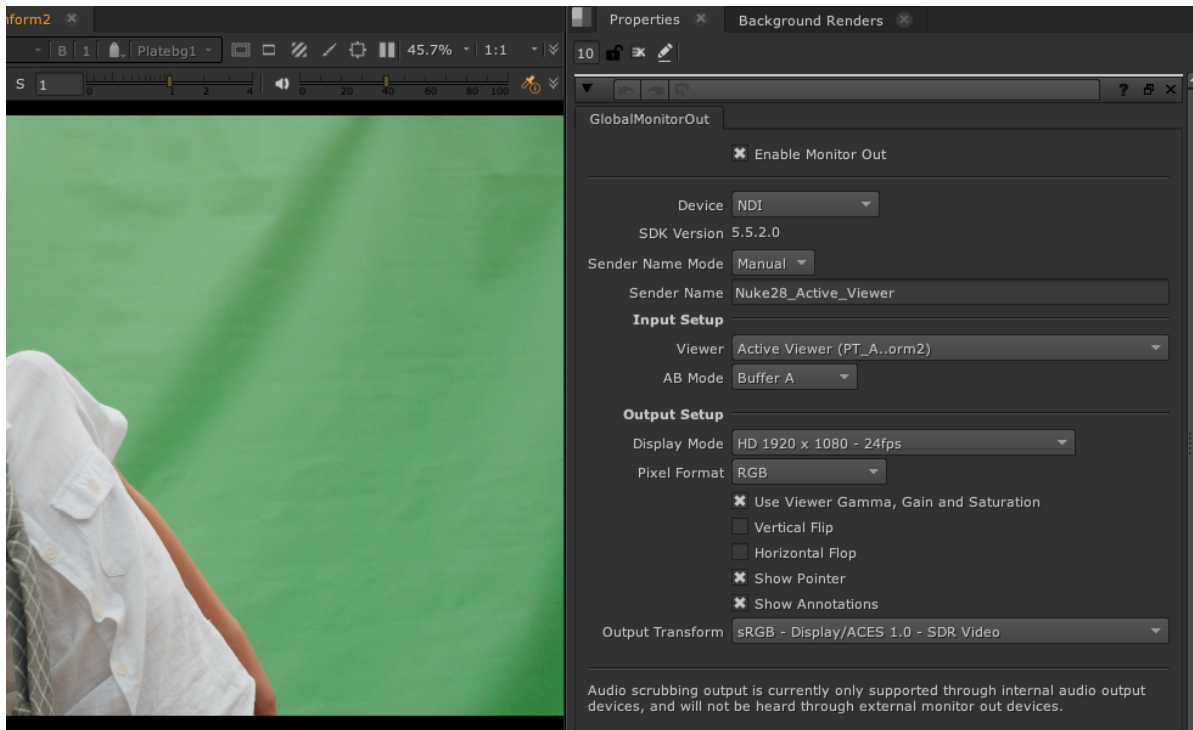 nform2
Properties
Background Renders
B 1 Platebg1 45.7% 1:1
10
S 1 0 1 2 4 0 20 40 60 80 100
?
GlobalMonitorOut
Enable Monitor Out
Device NDI
SDK Version 5.5.2.0
Sender Name Mode Manual
Sender Name Nuke28_Active_Viewer
Input Setup
Viewer Active Viewer (PT_A..orm2)
AB Mode Buffer A
Output Setup
Display Mode HD 1920 x 1080 - 24fps
Pixel Format RGB
Use Viewer Gamma, Gain and Saturation
Vertical Flip
Horizontal Flop
Show Pointer
Show Annotations
Output Transform sRGB - Display/ACES 1.0 - SDR Video
Audio scrubbing output is currently only supported through internal audio output
devices, and will not be heard through external monitor out devices.